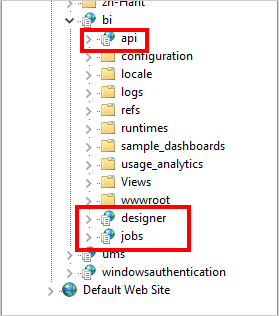 zh-Hant
bi
api
configuration
locale
logs
refs
runtimes
sample_dashboards
usage_analytics
Views
wwwroot
designer
jobs
ums
windowsauthentication
Default Web Site